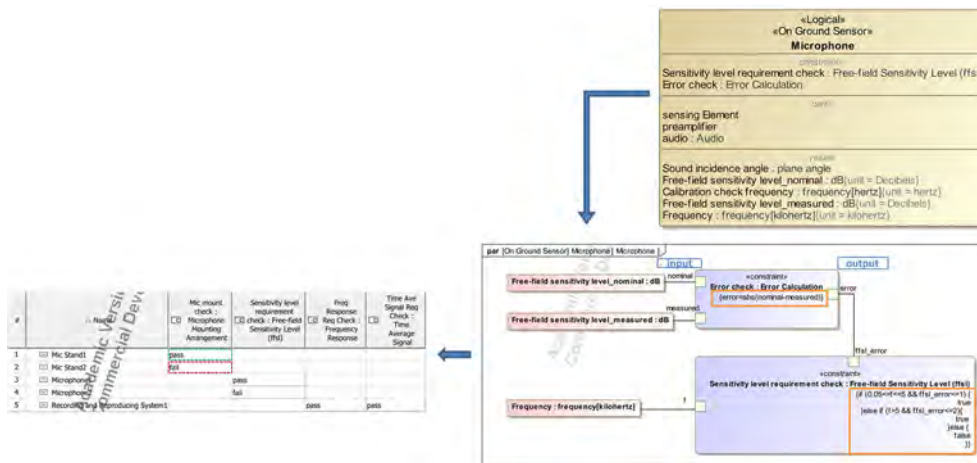 «Logical»
«On Ground Sensor»
Microphone
constraints
Sensitivity level requirement check : Free-field Sensitivity Level (ffs
Error check : Error Calculation
parts
sensing Element
preamplifier
audio : Audio
values
Sound incidence angle : plane angle
Free-field sensitivity level_nominal : dB{unit = Decibels}
Calibration check frequency : frequency[hertz]{unit = hertz}
Free-field sensitivity level_measured : dB{unit = Decibels}
Frequency : frequency[kilohertz]{unit = kilohertz}
par [On Ground Sensor] Microphone[ Microphone ]
input
output
nominal
Free-field sensitivity level_nominal : dB
«constraint»
Error check : Error Calculation
{error=abs(nominal-measured)}
error
measured
Free-field sensitivity level_measured : dB
ffsl_error
«constraint»
Sensitivity level requirement check : Free-field Sensitivity Level (ffsl)
{if (0.05<=f<=5 && ffsl_error<=1) {
true
}else if (f>5 && ffsl_error<=2){
true
}else {
false
}}
Frequency : frequency[kilohertz]
f
# Name Mic mount check : Microphone Mounting Arrangement Sensitivity level requirement check : Free-field Sensitivity Level (ffsl) Freq Response Req Check : Frequency Response Time Ave Signal Req Check : Time Average Signal
1 Mic Stand1 pass
2 Mic Stand2 fail
3 Microphone pass
4 Microphone fail
5 Recording and Reproducing System1 pass pass